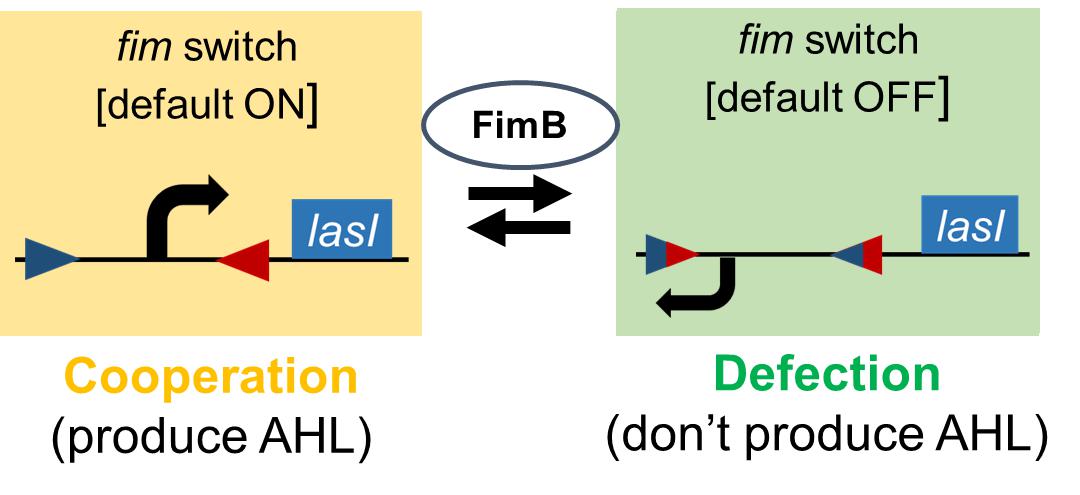 fim switch
[default ON]
lasI
Cooperation
(produce AHL)
FimB
fim switch
[default OFF]
lasI
Defection
(don't produce AHL)